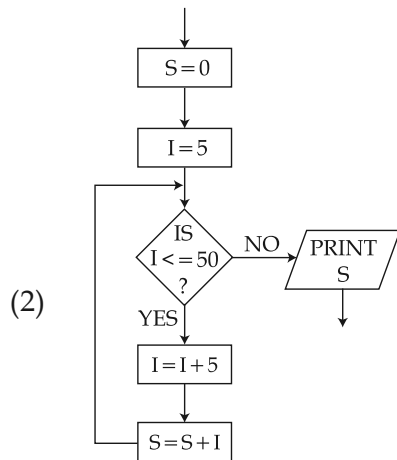 S=0
I=5
IS
I<=50
?
NO
PRINT
S
(2)
YES
I=I+5
S=S+I